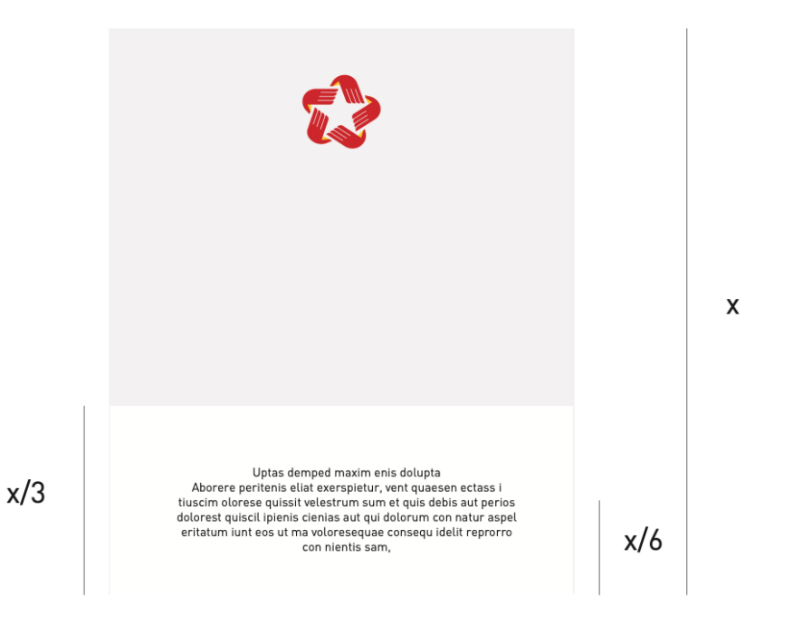 x
x/3
Uptas demped maxim enis dolupta
Aborere peritenis eliat exerspietur, vent quaesen ectass i
tiuscim olorese quissit velestrum sum et quis debis aut perios
dolorest quiscil ipienis cienias aut qui dolorum con natur aspel
eritatum iunt eos ut ma voloresequae consequ idelit reprorro
con nientis sam,
x/6